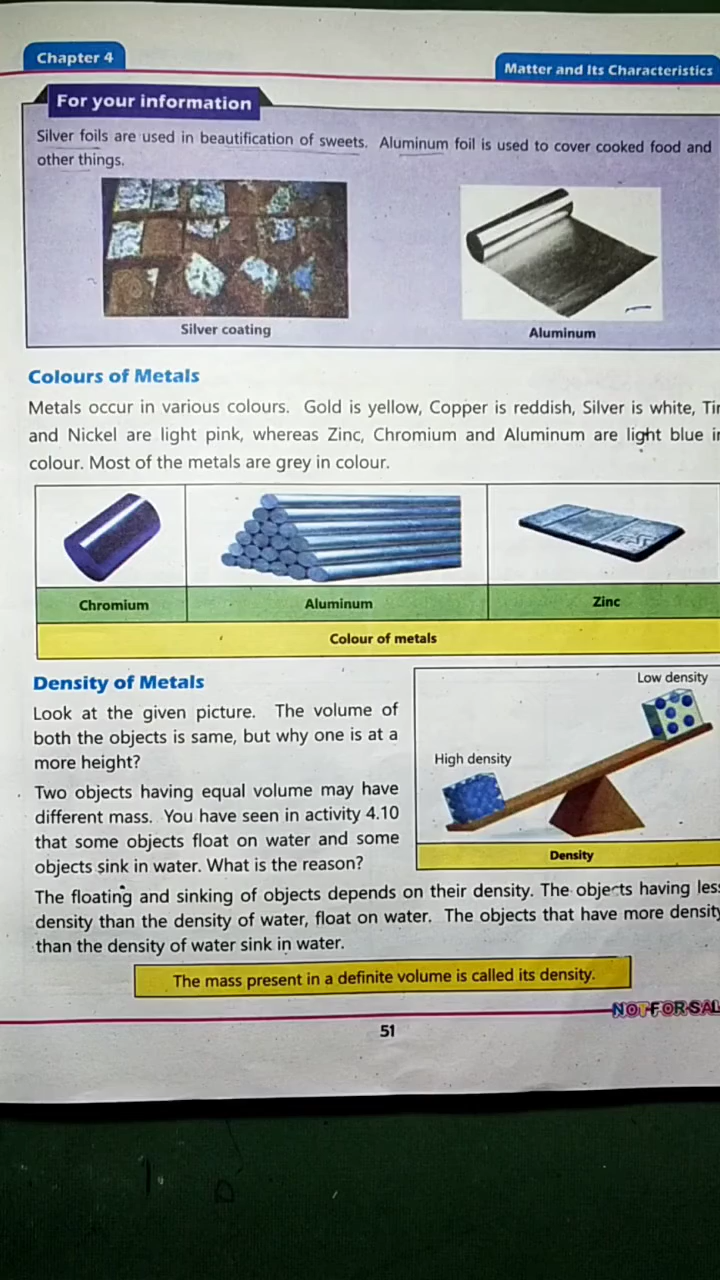 Chapter 4
Matter and Its Characteristics
For your information
Silver foils are used in beautification of sweets. Aluminum foil is used to cover cooked food and
other things.
Silver coating
Aluminum
Colours of Metals
Metals occur in various colours. Gold is yellow, Copper is reddish, Silver is white, Tin
and Nickel are light pink, whereas Zinc, Chromium and Aluminum are light blue in
colour. Most of the metals are grey in colour.
Chromium
Aluminum
Zinc
Colour of metals
Density of Metals
Look at the given picture. The volume of
both the objects is same, but why one is at a
more height?
Two objects having equal volume may have
different mass. You have seen in activity 4.10
that some objects float on water and some
objects sink in water. What is the reason?
Low density
High density
Density
The floating and sinking of objects depends on their density. The objects having less
density than the density of water, float on water. The objects that have more density
than the density of water sink in water.
The mass present in a definite volume is called its density.
NOT FOR SAL
51